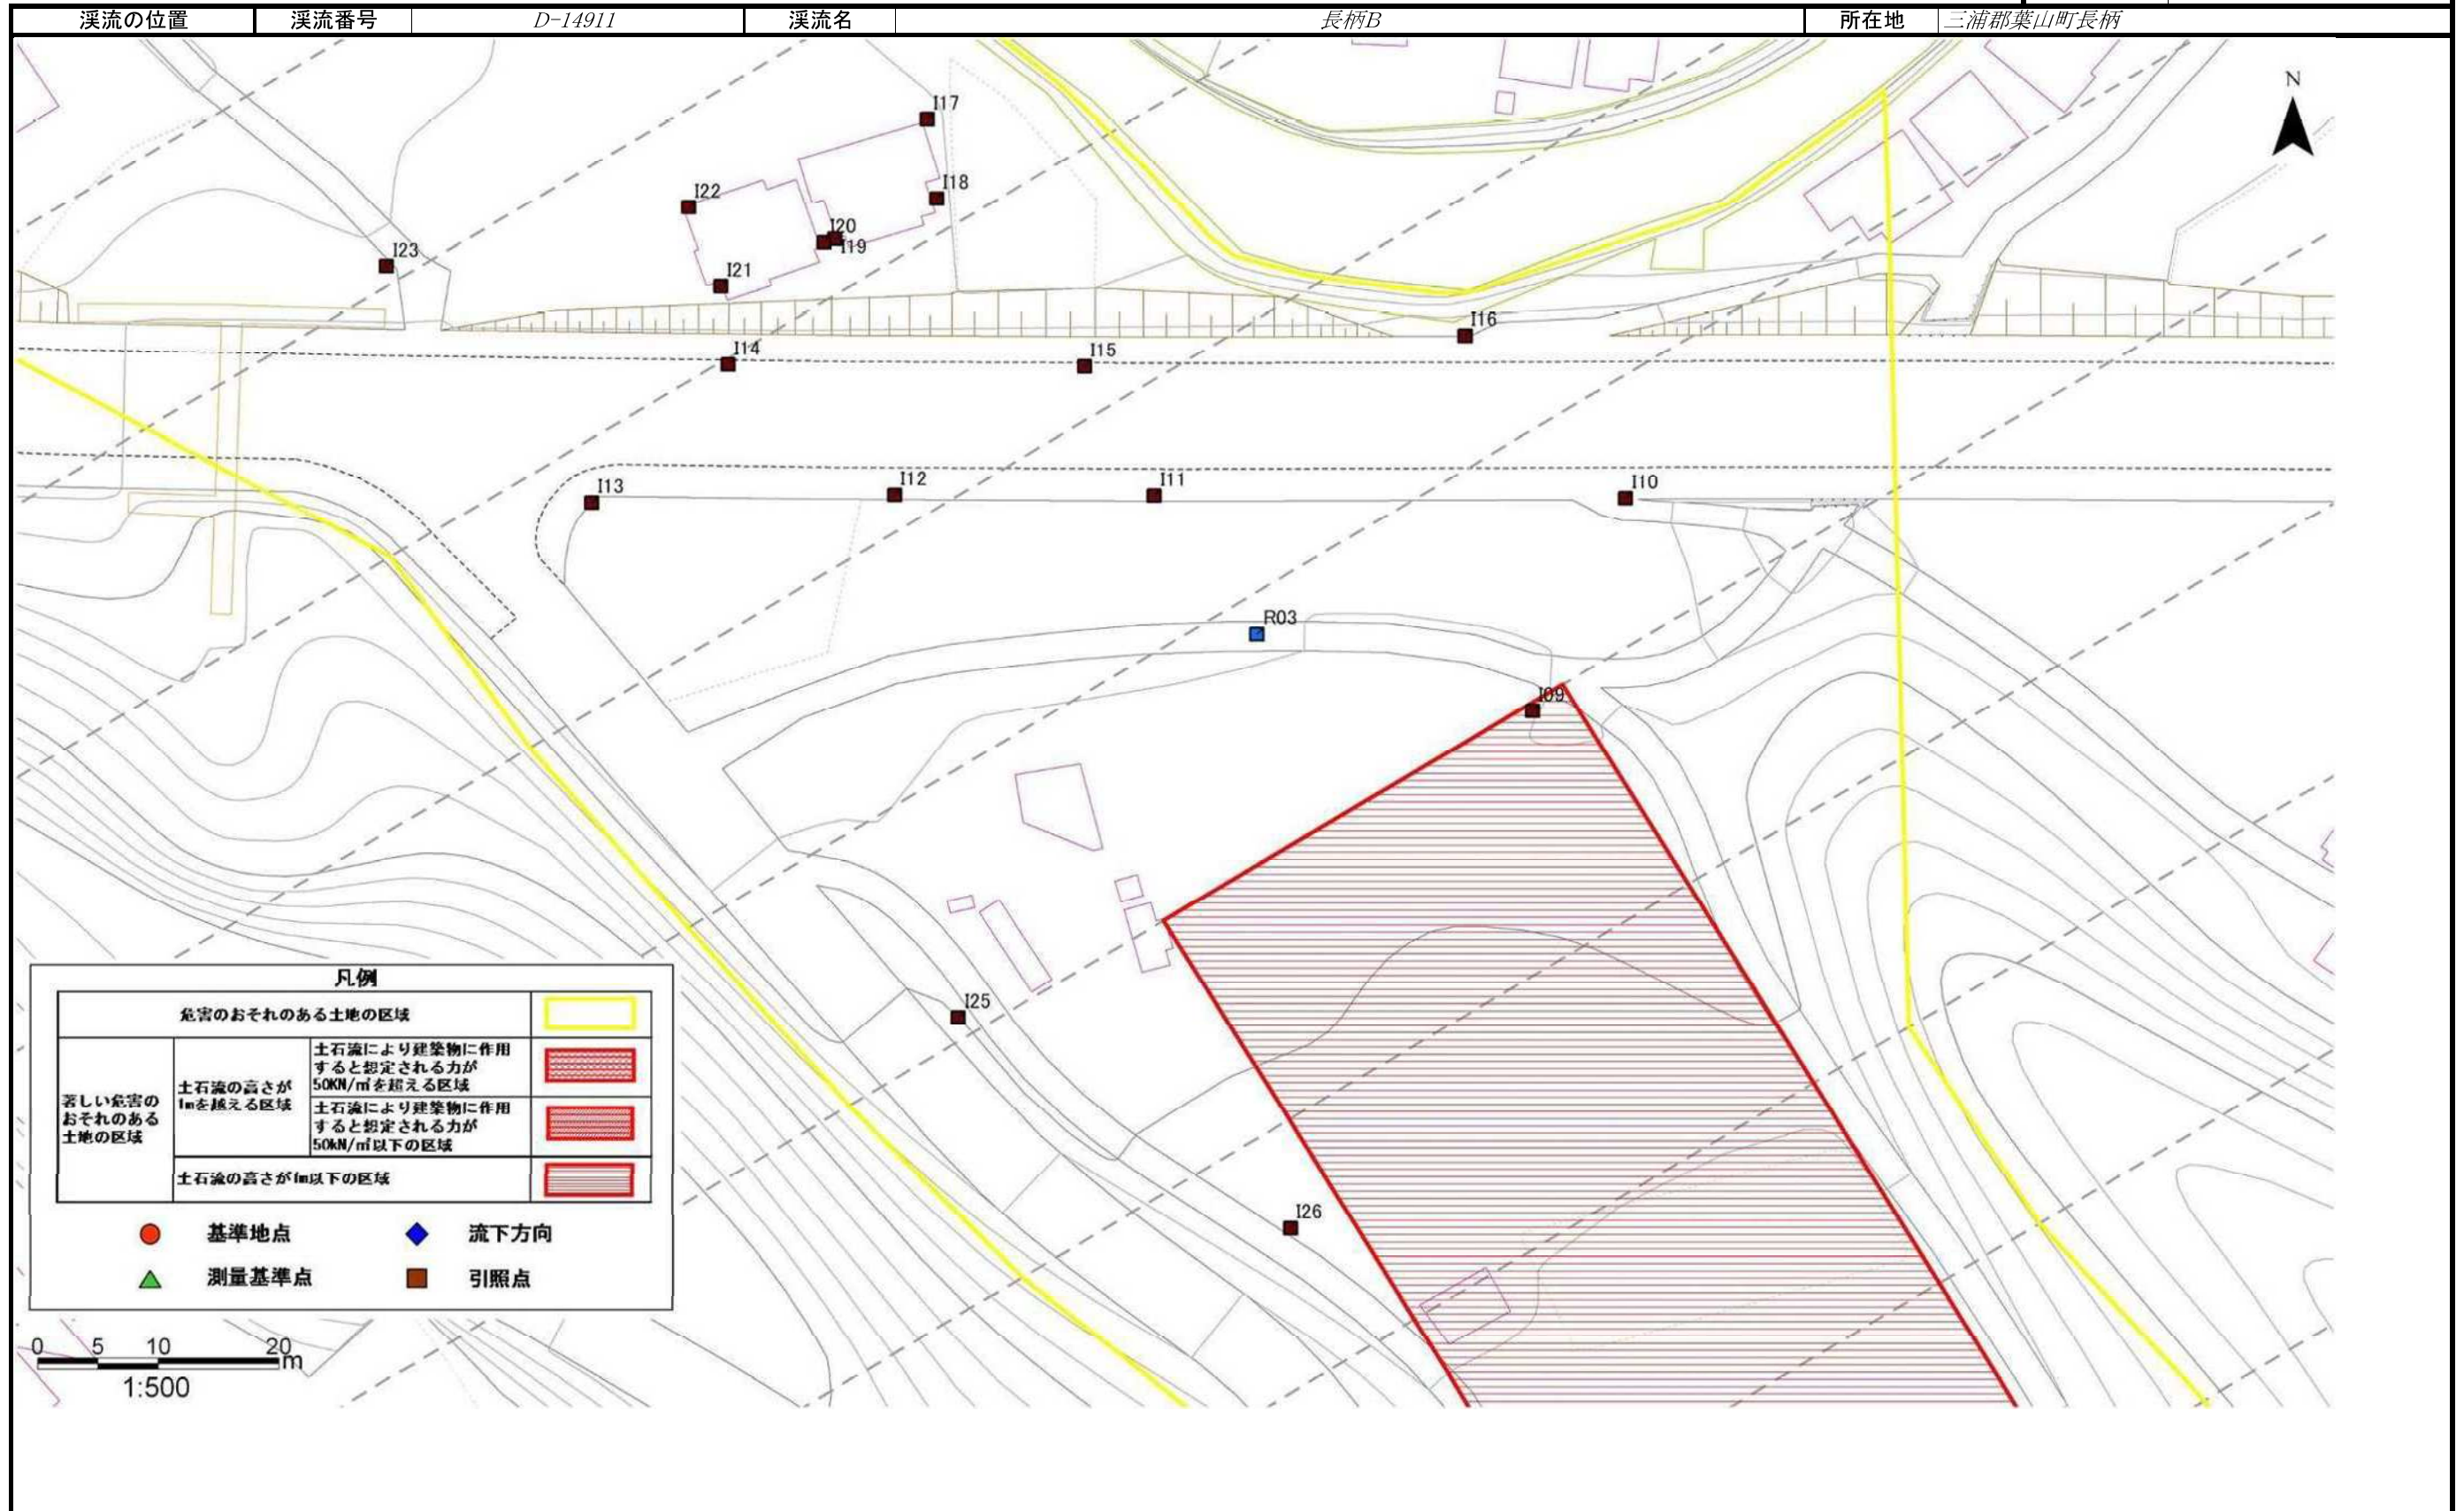 渓流の位置 渓流番号 D-14911 渓流名 長柄B 所在地 三浦郡葉山町長柄
N
I17
I22
I18
I20
I19
I23
I21
I16
I14
I15
I13
I12
I11
I10
R03
I09
I25
I26
凡例
危害のおそれのある土地の区域
著しい危害の
おそれのある
土地の区域
土石流の高さが
1mを越える区域
土石流により建築物に作用
すると想定される力が
50KN/㎡を超える区域
土石流により建築物に作用
すると想定される力が
50kN/㎡以下の区域
土石流の高さが1m以下の区域
基準地点
流下方向
測量基準点
引照点
0 5 10 20
m
1:500